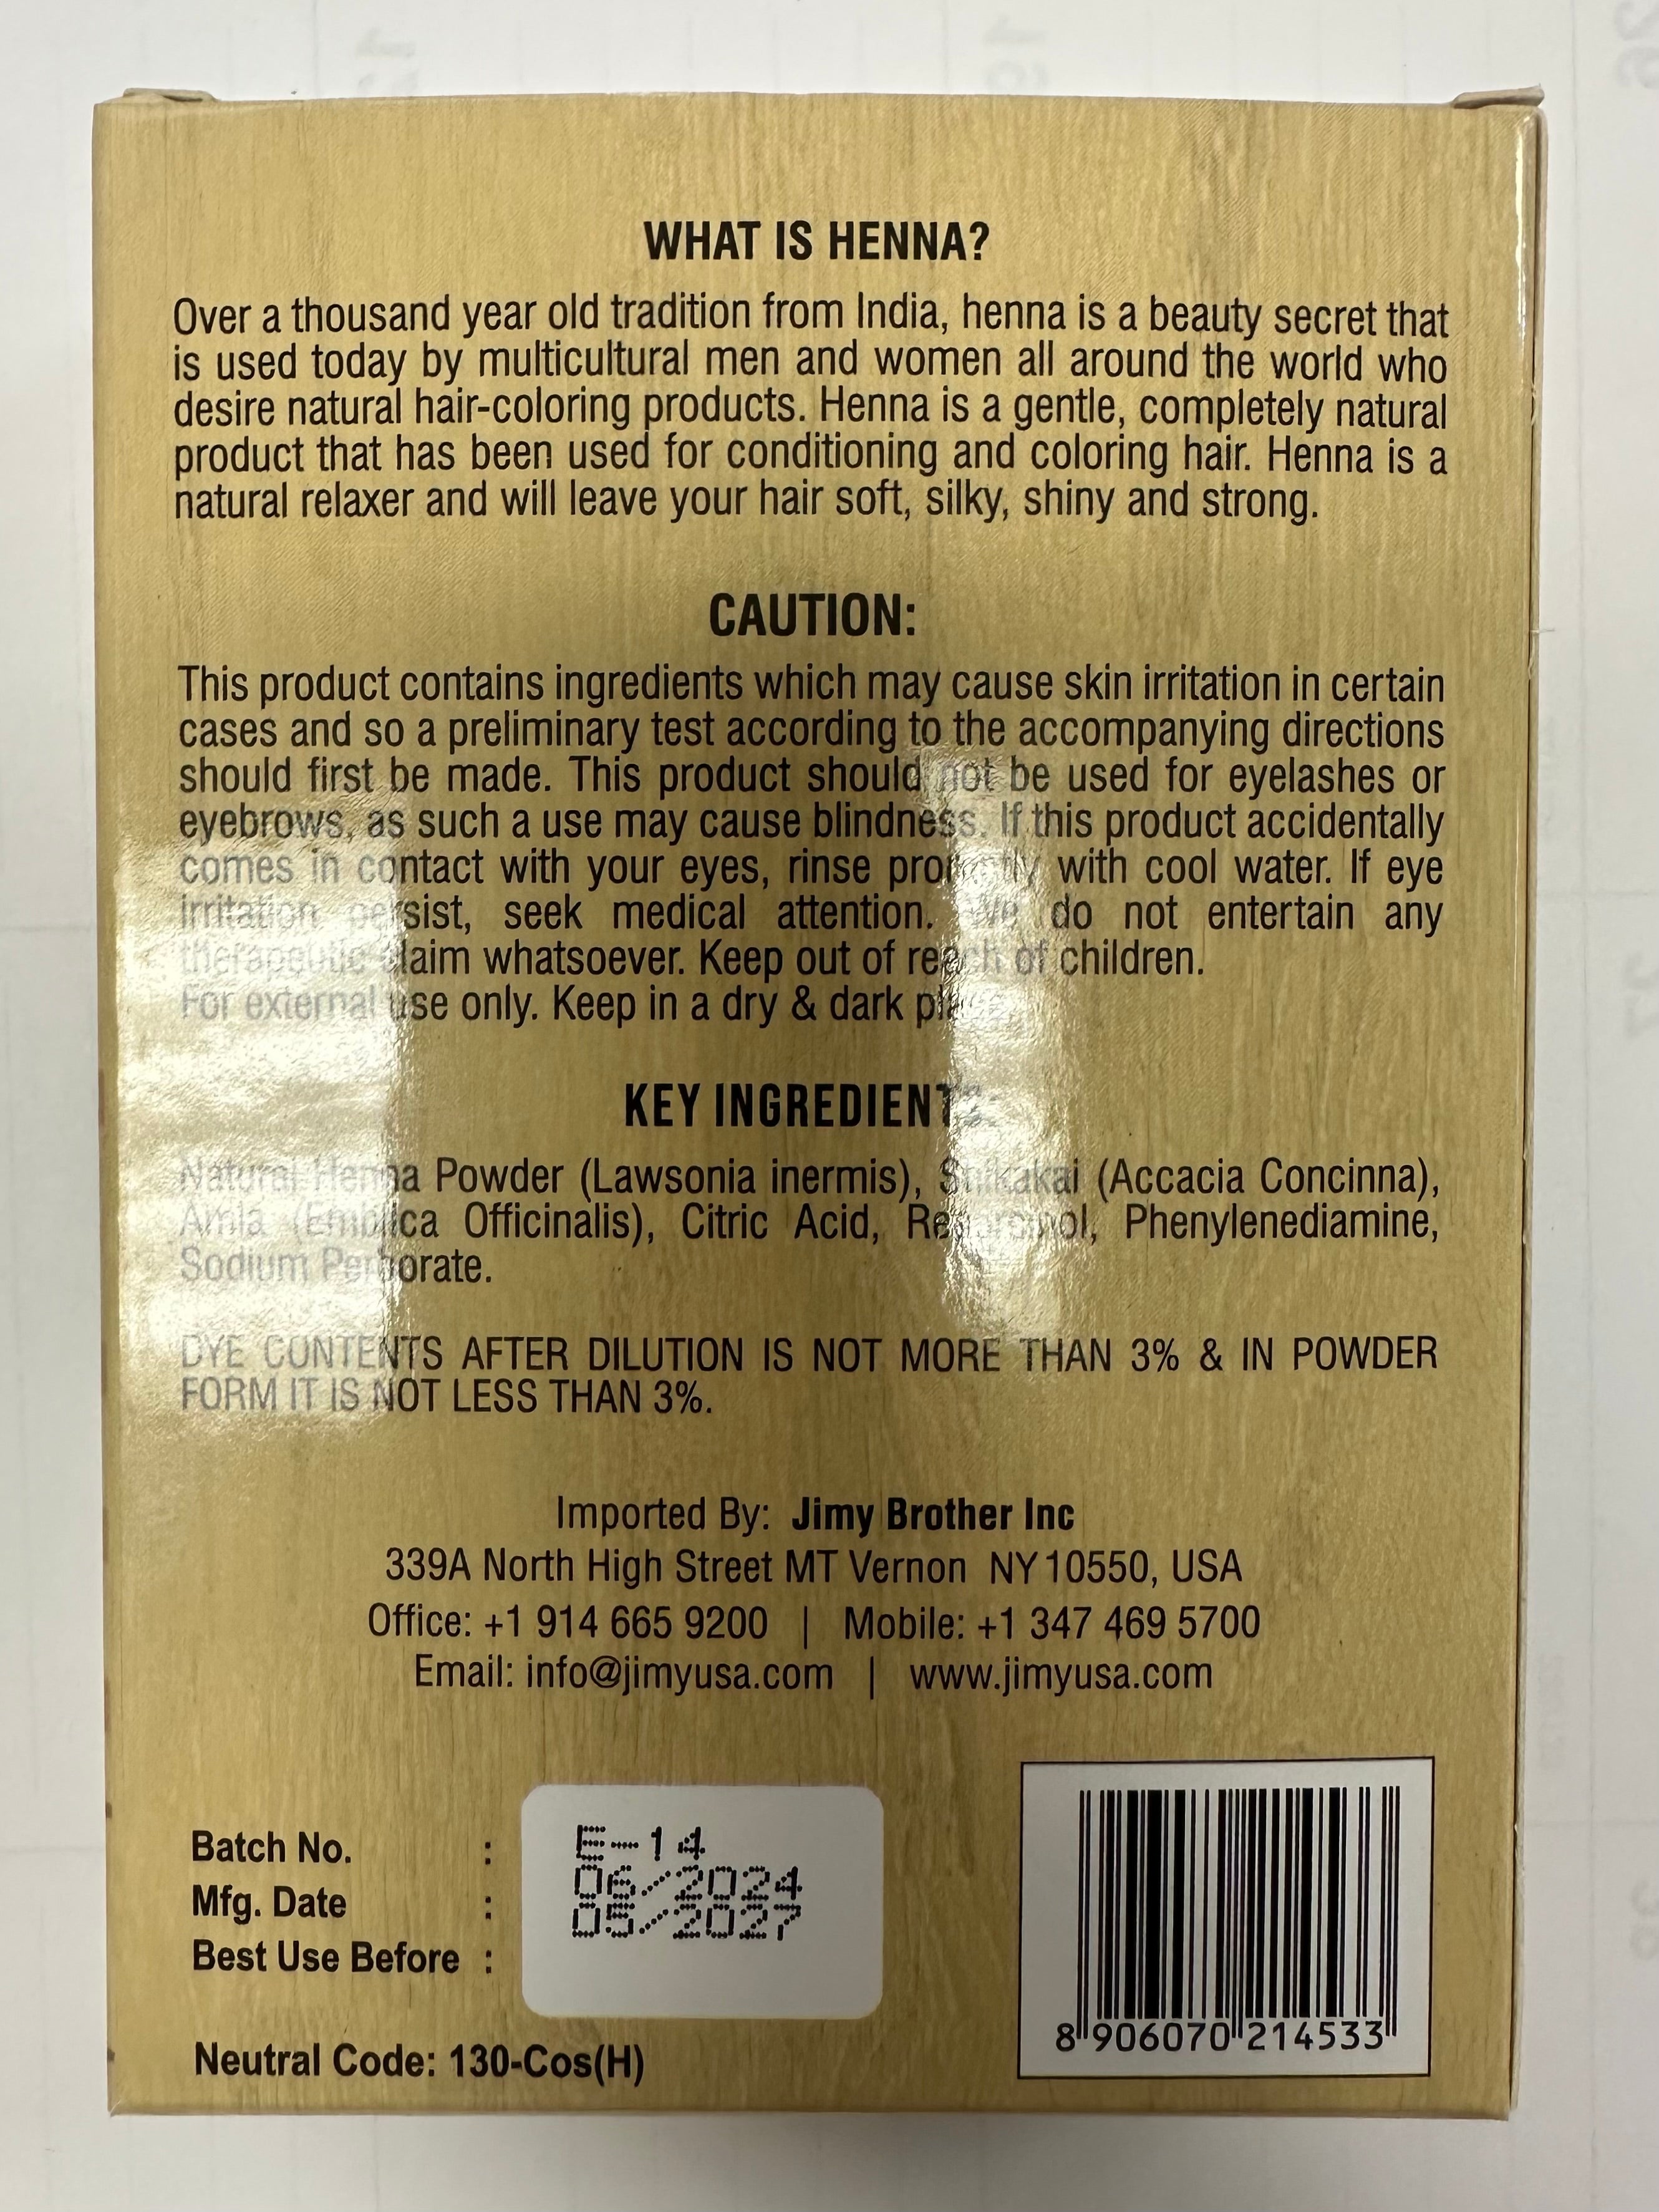 WHAT IS HENNA?
Over a thousand year old tradition from India, henna is a beauty secret that
is used today by multicultural men and women all around the world who
desire natural hair-coloring products. Henna is a gentle, completely natural
product that has been used for conditioning and coloring hair. Henna is a
natural relaxer and will leave your hair soft, silky, shiny and strong.
CAUTION:
This product contains ingredients which may cause skin irritation in certain
cases and so a preliminary test according to the accompanying directions
should first be made. This product should not be used for eyelashes or
eyebrows, as such a use may cause blindness. If this product accidentally
comes in contact with your eyes, rinse with cool water. If eye
irritation persist, seek medical attention. We do not entertain any
therapeutic claim whatsoever. Keep out of reach of children.
For external use only. Keep in a dry & dark place.
KEY INGREDIENTS:
Natural Henna Powder (Lawsonia inermis), Shikakai (Accacia Concinna),
Amla (Emblica Officinalis), Citric Acid, Resorcinol, Phenylenediamine,
Sodium Perborate.
DYE CONTENTS AFTER DILUTION IS NOT MORE THAN 3% & IN POWDER
FORM IT IS NOT LESS THAN 3%.
Imported By: Jimy Brother Inc
339A North High Street MT Vernon NY 10550, USA
Office: +1 914 665 9200 | Mobile: +1 347 469 5700
Email: info@jimyusa.com | www.jimyusa.com
Batch No. : E-14
Mfg. Date : 06/2024
Best Use Before : 05/2027
Neutral Code: 130-Cos(H)
8 906070 214533